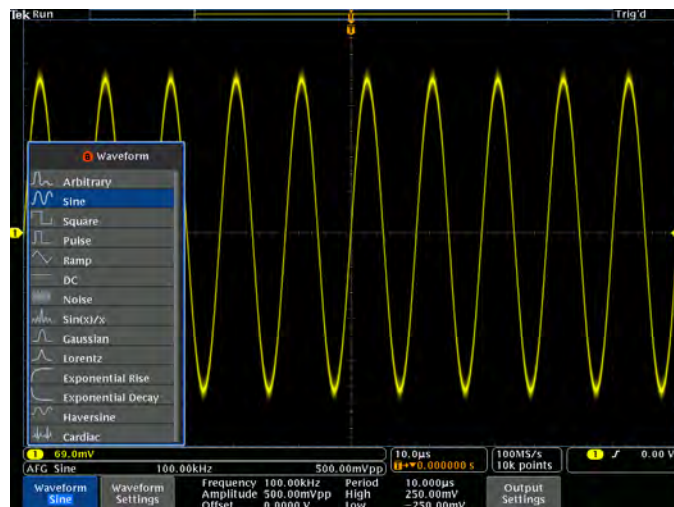 Tek Run Trig'd
T
T
a Waveform
Arbitrary
Sine
Square
Pulse
Ramp
DC
Noise
Sin(x)/x
Gaussian
Lorentz
Exponential Rise
Exponential Decay
Haversine
Cardiac
1
1 69.0mV 10.0µs 100MS/s 1 0.00 V
T 0.000000 s 10k points
AFG Sine 100.00kHz 500.00mVpp
Waveform Waveform Frequency 100.00kHz Period 10.000µs Output
Sine Settings Amplitude 500.00mVpp High 250.00mV Settings
Offset 0.0000 V Low -250.00mV